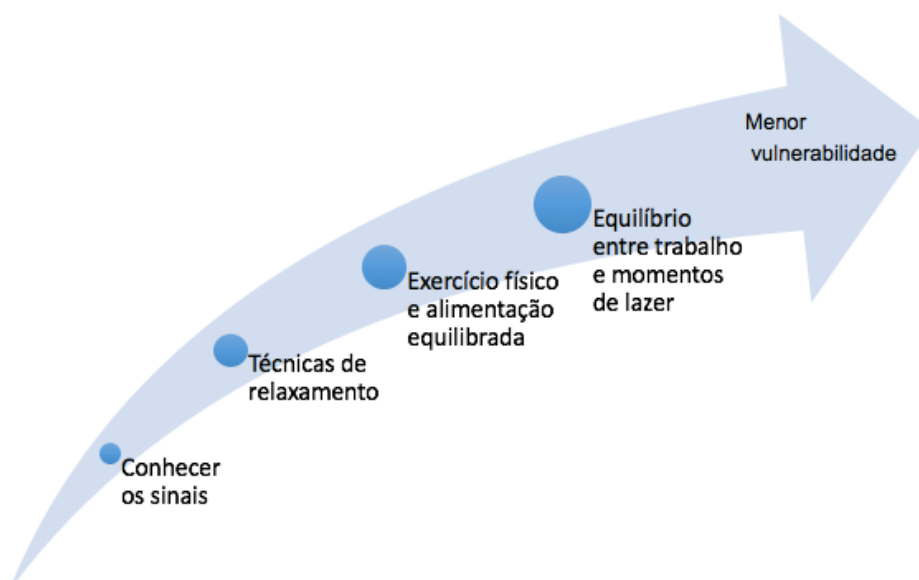 Menor
vulnerabilidade
Equilíbrio
entre trabalho
e momentos
de lazer
Exercício físico
e alimentação
equilibrada
Técnicas de
relaxamento
Conhecer
os sinais